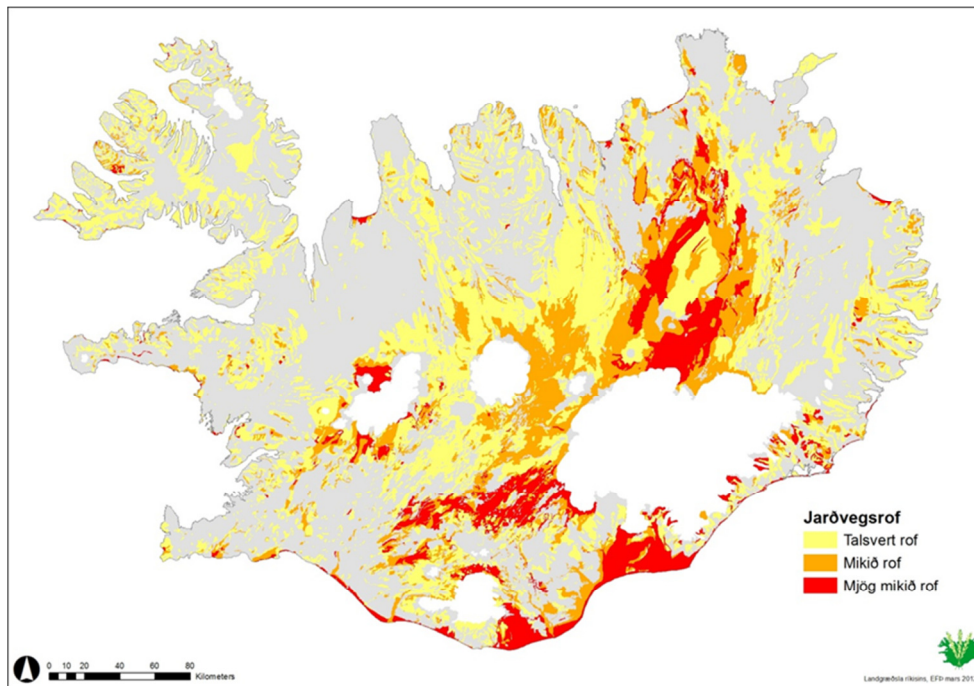 Jarðvegsrof
Talsvert rof
Mikið rof
Mjög mikið rof
0 10 20 40 60 80
Kilometers
Landgræðsla ríkisins, EFÞ mars